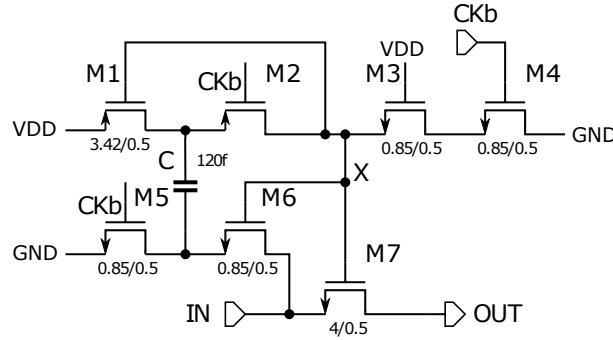 CKb
M1
CKb
M2
VDD
M3
M4
VDD
GND
3.42/0.5
0.85/0.5
0.85/0.5
C
120f
X
CKb
M5
M6
GND
0.85/0.5
0.85/0.5
M7
IN
OUT
4/0.5